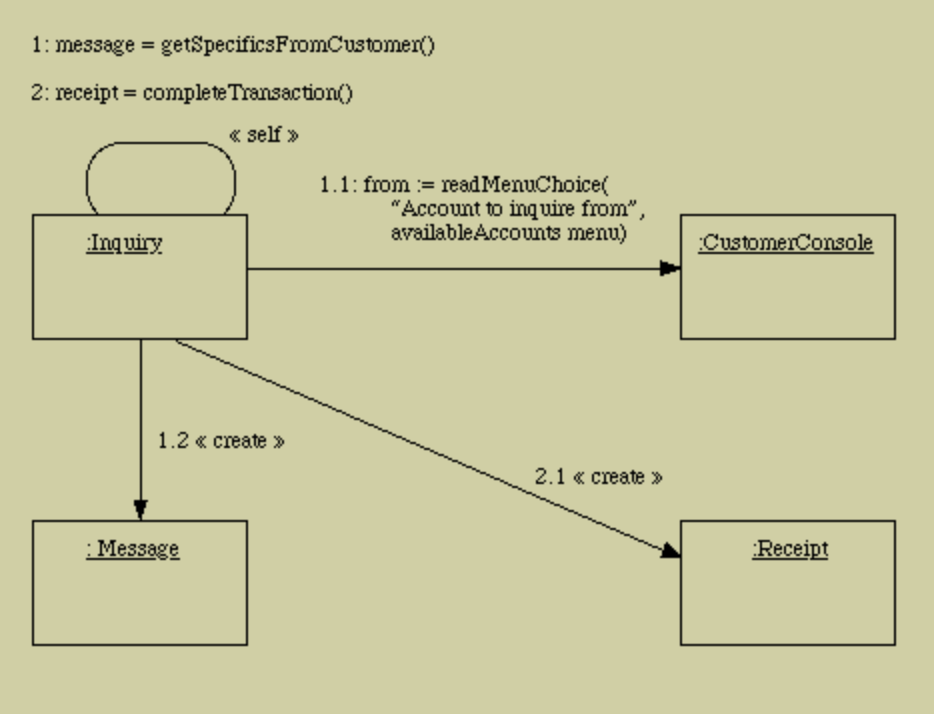 1: message = getSpecificsFromCustomer()
2: receipt = completeTransaction()
« self »
1.1: from := readMenuChoice(
“Account to inquire from”,
availableAccounts menu)
:Inquiry
:CustomerConsole
1.2 « create »
2.1 « create »
: Message
:Receipt